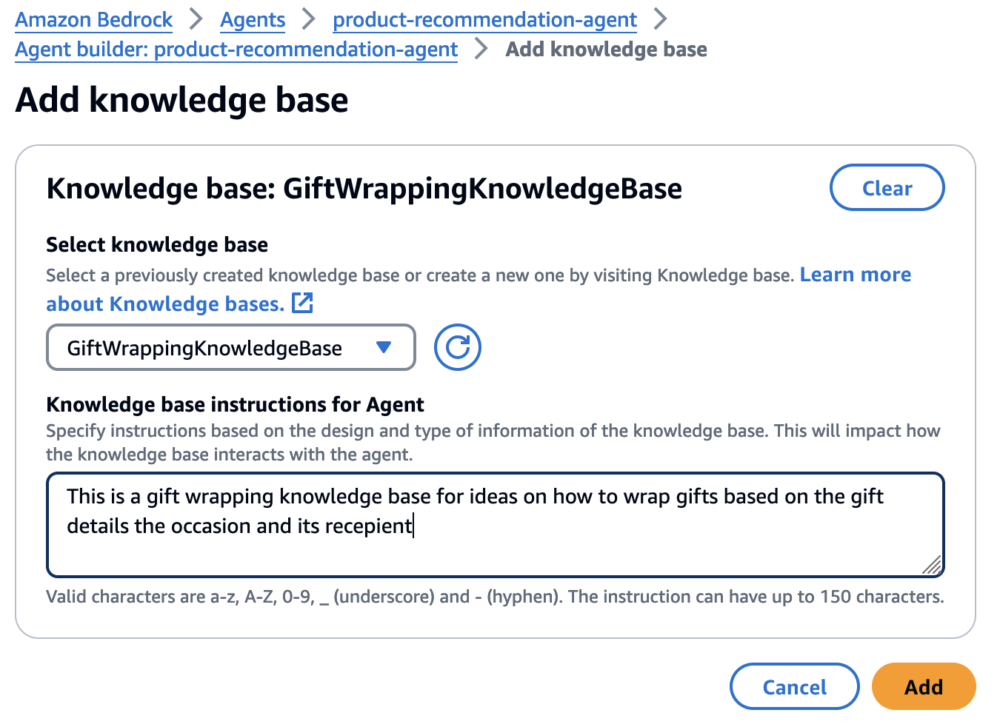 Amazon Bedrock > Agents > product-recommendation-agent >
Agent builder: product-recommendation-agent > Add knowledge base
Add knowledge base
Knowledge base: GiftWrappingKnowledgeBase
Clear
Select knowledge base
Select a previously created knowledge base or create a new one by visiting Knowledge base. Learn more
about Knowledge bases.
GiftWrappingKnowledgeBase
Knowledge base instructions for Agent
Specify instructions based on the design and type of information of the knowledge base. This will impact how
the knowledge base interacts with the agent.
This is a gift wrapping knowledge base for ideas on how to wrap gifts based on the gift
details the occasion and its recepient
Valid characters are a-z, A-Z, 0-9, _ (underscore) and - (hyphen). The instruction can have up to 150 characters.
Cancel
Add